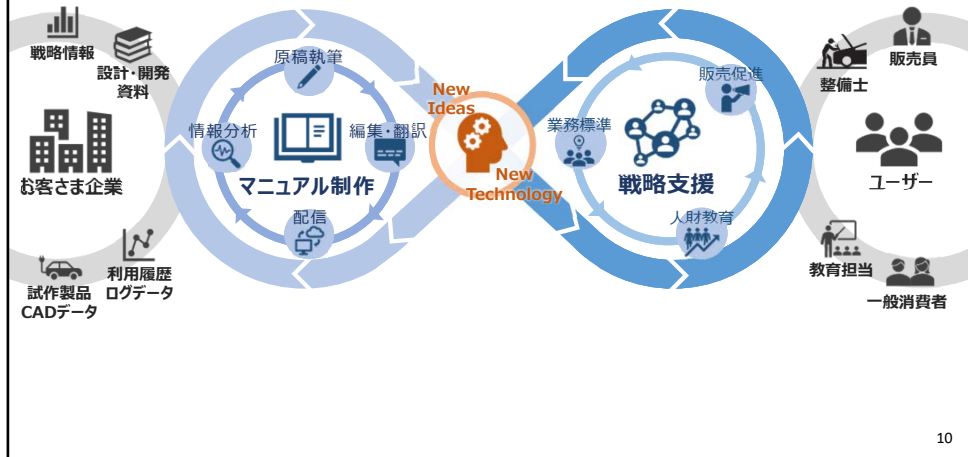 戦略情報
設計・開発
資料
お客さま企業
試作製品
CADデータ
利用履歴
ログデータ
原稿執筆
情報分析
編集・翻訳
マニュアル制作
配信
New
Ideas
New
Technology
販売促進
業務標準
戦略支援
人財教育
整備士
販売員
ユーザー
教育担当
一般消費者
10